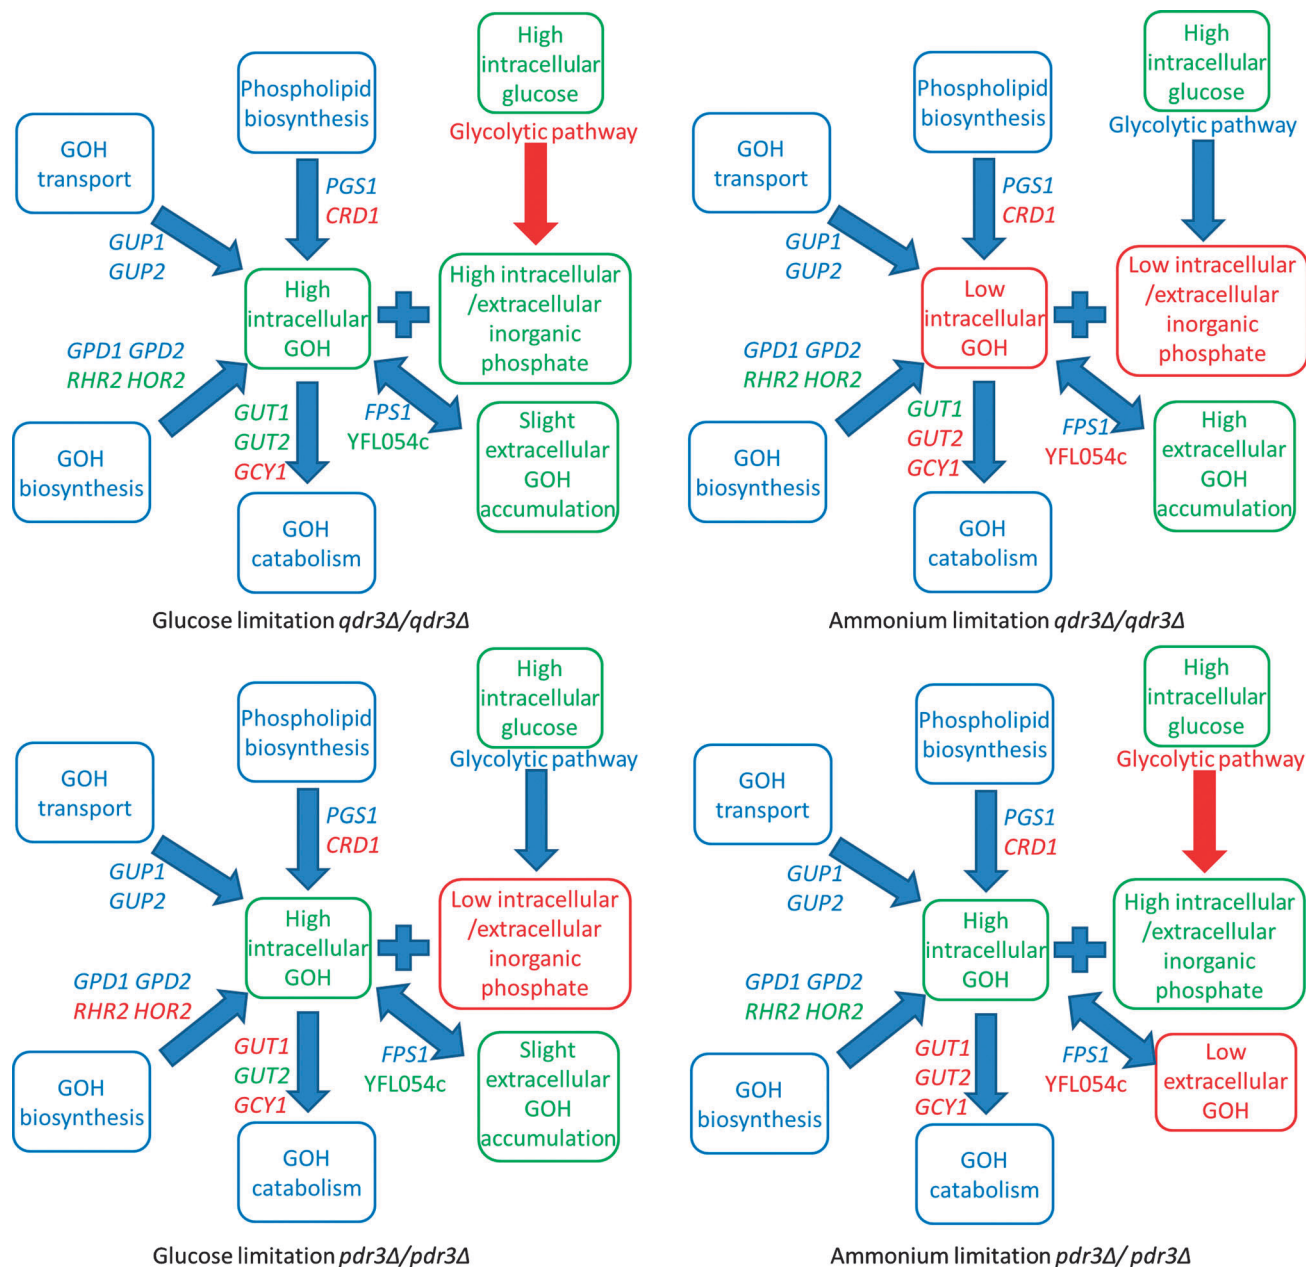 High
intracellular
glucose
Phospholipid
biosynthesis
Glycolytic pathway
GOH
transport
PGS1
CRD1
GUP1
GUP2
High
intracellular
GOH
High intracellular
/extracellular
inorganic
phosphate
GPD1 GPD2
RHR2 HOR2
GUT1
GUT2
GCY1
FPS1
YFL054c
Slight
extracellular
GOH
accumulation
GOH
biosynthesis
GOH
catabolism
Glucose limitation qdr3Δ/qdr3Δ
High
intracellular
glucose
Phospholipid
biosynthesis
Glycolytic pathway
GOH
transport
PGS1
CRD1
GUP1
GUP2
Low
intracellular
GOH
Low intracellular
/extracellular
inorganic
phosphate
GPD1 GPD2
RHR2 HOR2
GUT1
GUT2
GCY1
FPS1
YFL054c
High
extracellular
GOH
accumulation
GOH
biosynthesis
GOH
catabolism
Ammonium limitation qdr3Δ/qdr3Δ
High
intracellular
glucose
Phospholipid
biosynthesis
Glycolytic pathway
GOH
transport
PGS1
CRD1
GUP1
GUP2
High
intracellular
GOH
Low intracellular
/extracellular
inorganic
phosphate
GPD1 GPD2
RHR2 HOR2
GUT1
GUT2
GCY1
FPS1
YFL054c
Slight
extracellular
GOH
accumulation
GOH
biosynthesis
GOH
catabolism
Glucose limitation pdr3Δ/pdr3Δ
High
intracellular
glucose
Phospholipid
biosynthesis
Glycolytic pathway
GOH
transport
PGS1
CRD1
GUP1
GUP2
High
intracellular
GOH
High intracellular
/extracellular
inorganic
phosphate
GPD1 GPD2
RHR2 HOR2
GUT1
GUT2
GCY1
FPS1
YFL054c
Low
extracellular
GOH
GOH
biosynthesis
GOH
catabolism
Ammonium limitation pdr3Δ/ pdr3Δ